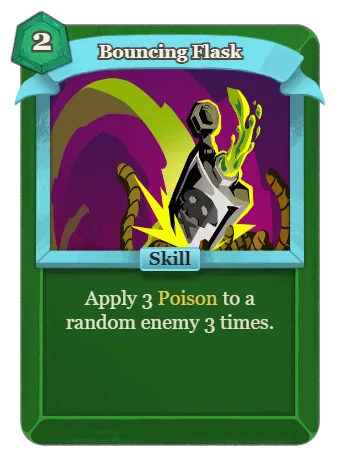 2
Bouncing Flask
Skill
Apply 3 Poison to a
random enemy 3 times.